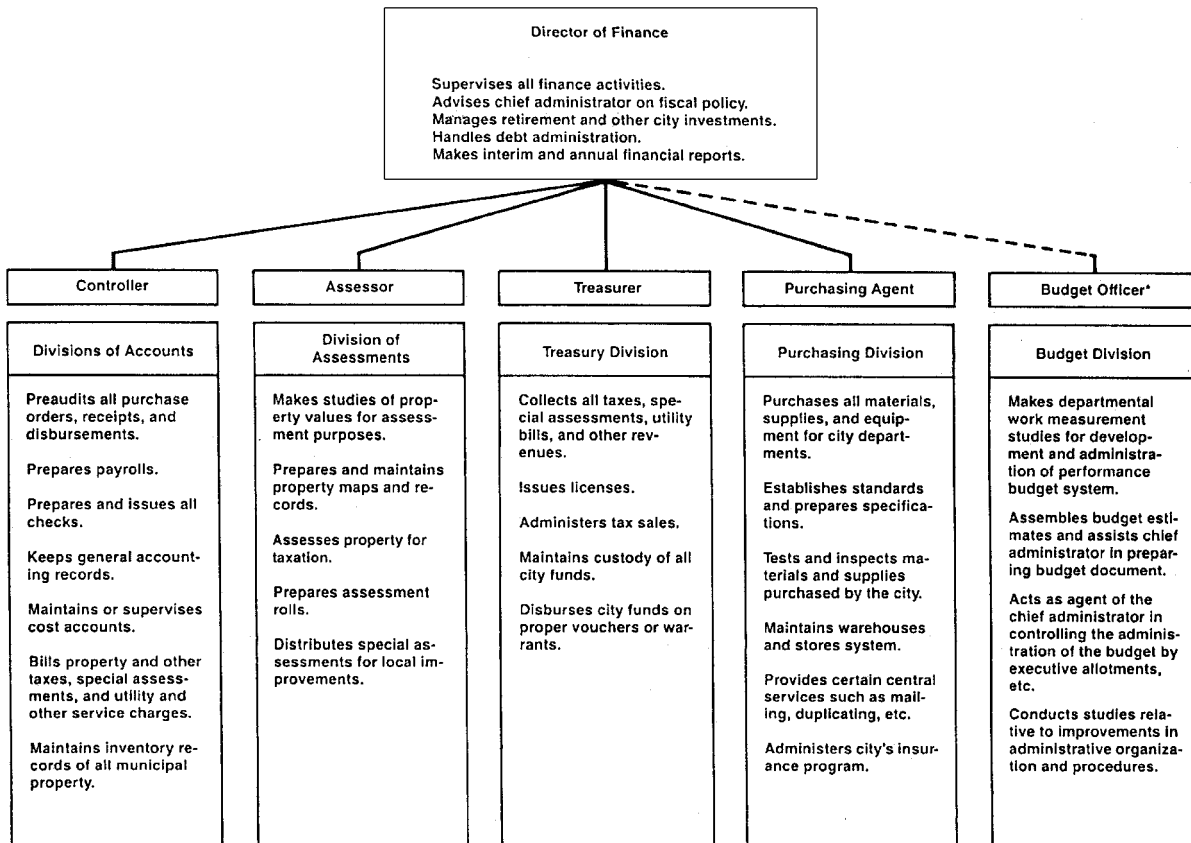 Director of Finance
Supervises all finance activities.
Advises chief administrator on fiscal policy.
Manages retirement and other city investments.
Handles debt administration.
Makes interim and annual financial reports.
Controller
Divisions of Accounts
Preaudits all purchase
orders, receipts, and
disbursements.
Prepares payrolls.
Prepares and issues all
checks.
Keeps general account-
ing records.
Maintains or supervises
cost accounts.
Bills property and other
taxes, special assess-
ments, and utility and
other service charges.
Maintains inventory re-
cords of all municipal
property.
Assessor
Division of
Assessments
Makes studies of prop-
erty values for assess-
ment purposes.
Prepares and maintains
property maps and re-
cords.
Assesses property for
taxation.
Prepares assessment
rolls.
Distributes special as-
sessments for local im-
provements.
Treasurer
Treasury Division
Collects all taxes, spe-
cial assessments, utility
bills, and other rev-
enues.
Issues licenses.
Administers tax sales.
Maintains custody of all
city funds.
Disburses city funds on
proper vouchers or war-
rants.
Purchasing Agent
Purchasing Division
Purchases all materials,
supplies, and equip-
ment for city depart-
ments.
Establishes standards
and prepares specifica-
tions.
Tests and inspects ma-
terials and supplies
purchased by the city.
Maintains warehouses
and stores system.
Provides certain central
services such as mail-
ing, duplicating, etc.
Administers city's insur-
ance program.
Budget Officer*
Budget Division
Makes departmental
work measurement
studies for develop-
ment and administra-
tion of performance
budget system.
Assembles budget esti-
mates and assists chief
administrator in prepar-
ing budget document.
Acts as agent of the
chief administrator in
controlling the adminis-
tration of the budget by
executive allotments,
etc.
Conducts studies rela-
tive to improvements in
administrative organiza-
tion and procedures.